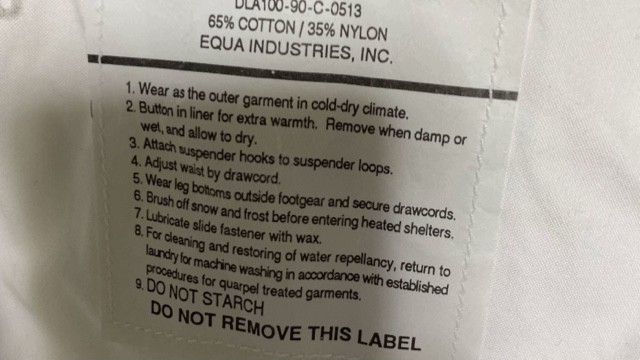 DLA100-90-C-0513
65% COTTON / 35% NYLON
EQUA INDUSTRIES, INC.
1. Wear as the outer garment in cold-dry climate.
2. Button in liner for extra warmth. Remove when damp or
wet, and allow to dry.
3. Attach suspender hooks to suspender loops.
4. Adjust waist by drawcord.
5. Wear leg bottoms outside footgear and secure drawcords.
6. Brush off snow and frost before entering heated shelters.
7. Lubricate slide fastener with wax.
8. For cleaning and restoring of water repellancy, return to
laundry for machine washing in accordance with established
procedures for quarpel treated garments.
9. DO NOT STARCH
DO NOT REMOVE THIS LABEL